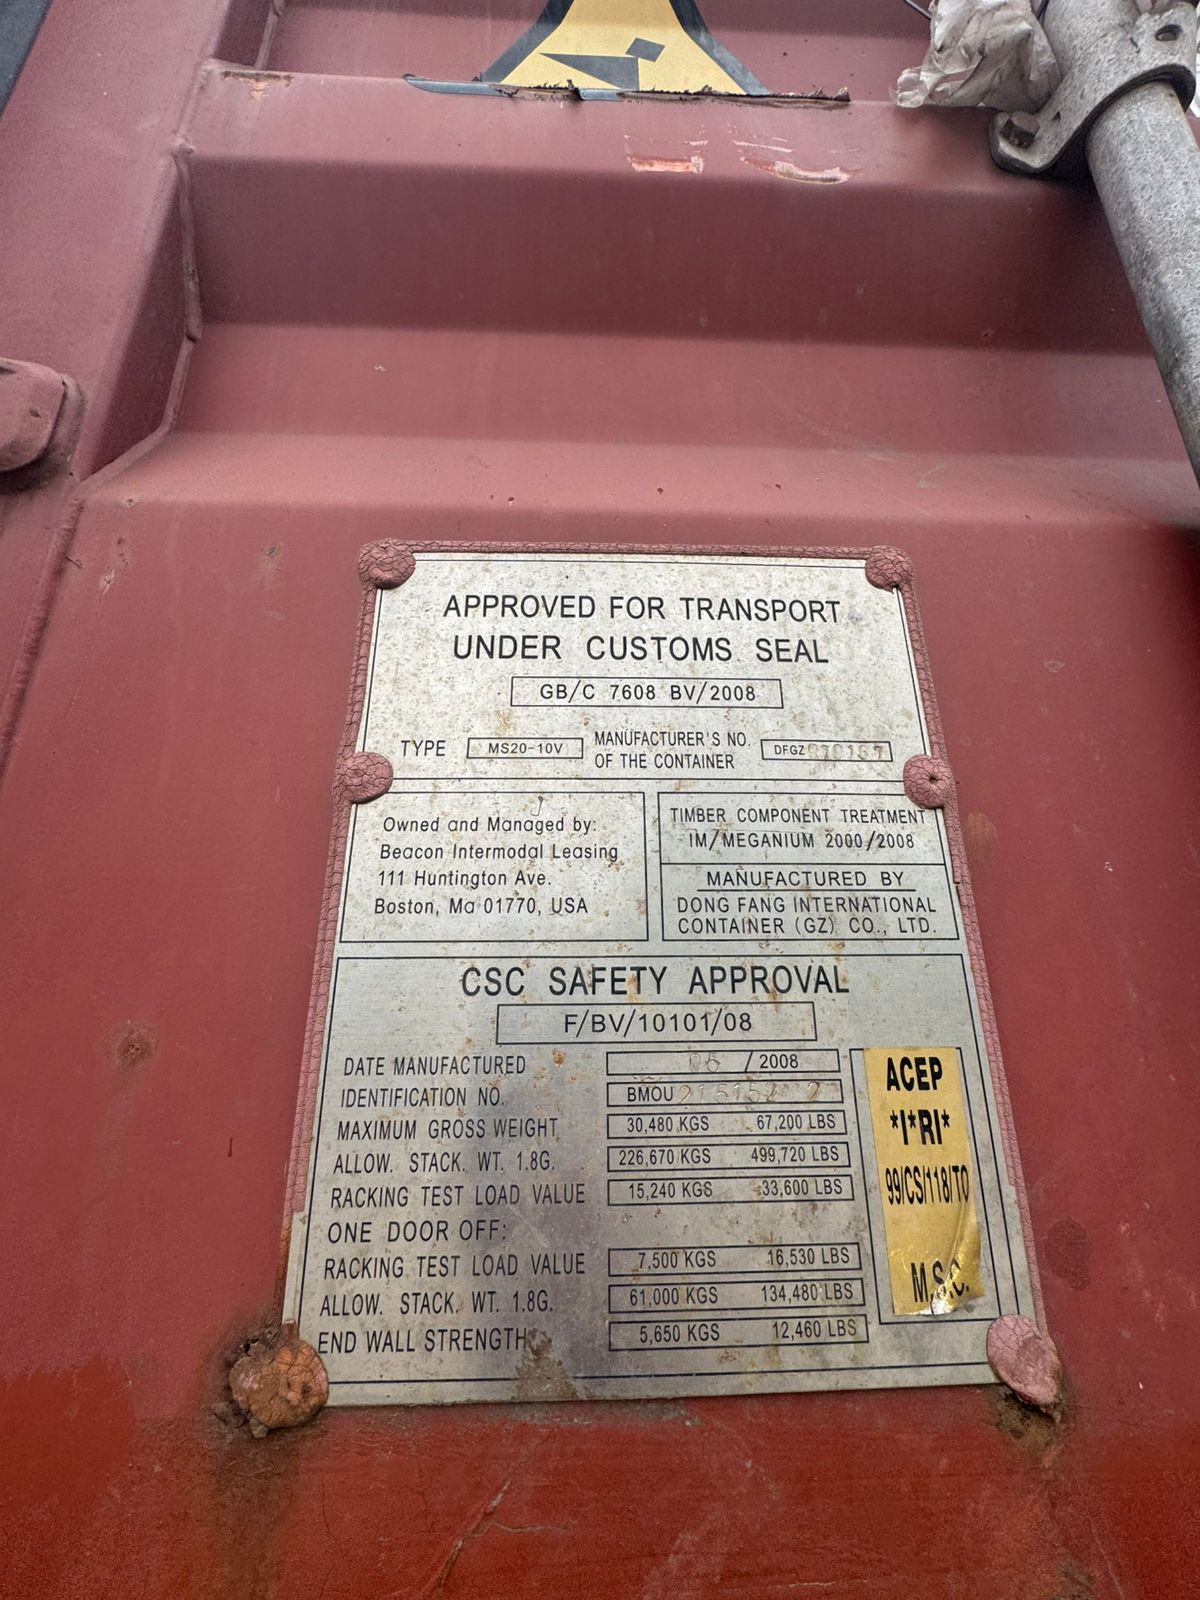 APPROVED FOR TRANSPORT
UNDER CUSTOMS SEAL
GB/C 7608 BV/2008
TYPE MS20-10V MANUFACTURER'S NO. OF THE CONTAINER DFGZ
Owned and Managed by:
Beacon Intermodal Leasing
111 Huntington Ave.
Boston, Ma 01770, USA
TIMBER COMPONENT TREATMENT
IM/MEGANIUM 2000/2008
MANUFACTURED BY
DONG FANG INTERNATIONAL
CONTAINER (GZ) CO., LTD.
CSC SAFETY APPROVAL
F/BV/10101/08
DATE MANUFACTURED 06 / 2008
IDENTIFICATION NO. BMOU 215152 2
MAXIMUM GROSS WEIGHT 30,480 KGS 67,200 LBS
ALLOW. STACK. WT. 1.8G. 226,670 KGS 499,720 LBS
RACKING TEST LOAD VALUE 15,240 KGS 33,600 LBS
ONE DOOR OFF:
RACKING TEST LOAD VALUE 7,500 KGS 16,530 LBS
ALLOW. STACK. WT. 1.8G. 61,000 KGS 134,480 LBS
END WALL STRENGTH 5,650 KGS 12,460 LBS
ACEP
*I*RI*
99/CS/118/TO
M.S.C.